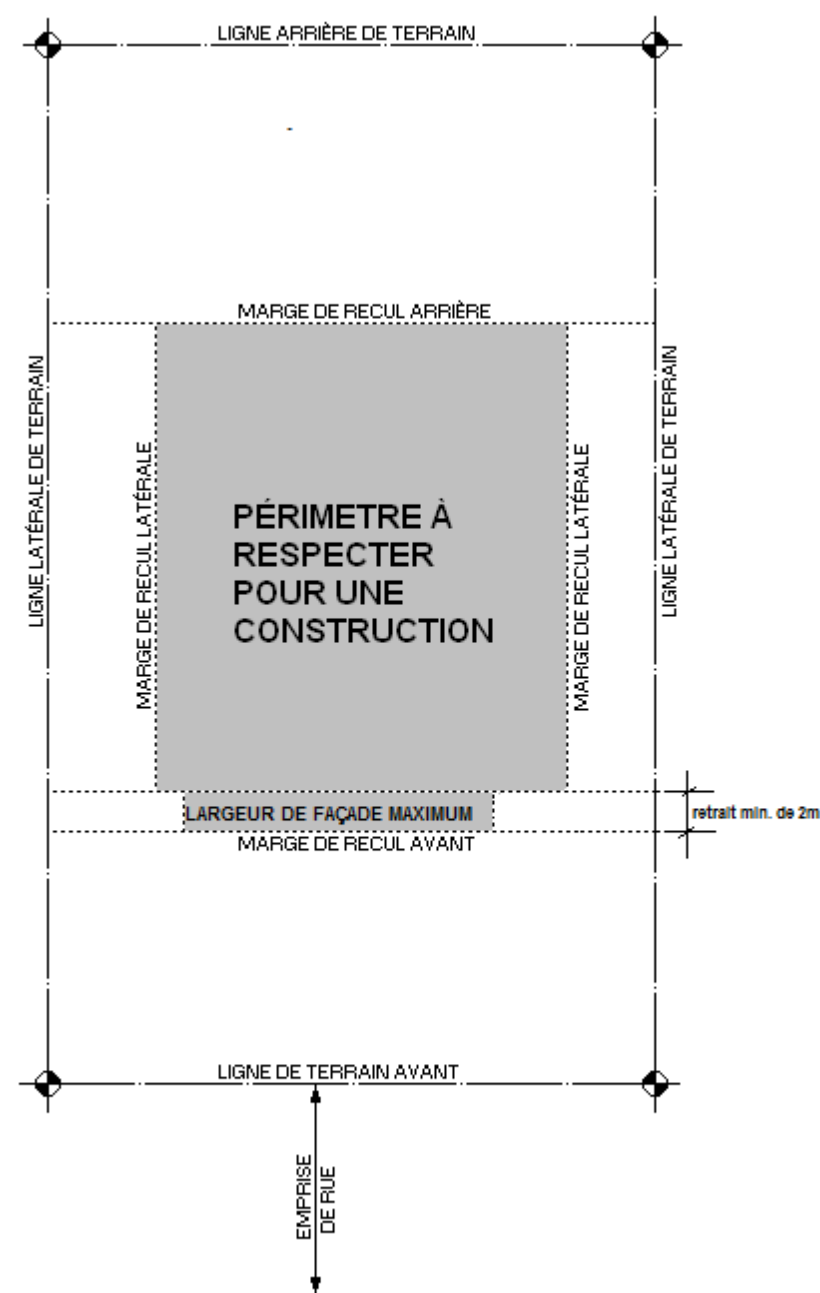 LIGNE ARRIÈRE DE TERRAIN
MARGE DE RECUL ARRIÈRE
LIGNE LATÉRALE DE TERRAIN
MARGE DE RECUL LATÉRALE
PÉRIMETRE À
RESPECTER
POUR UNE
CONSTRUCTION
MARGE DE RECUL LATÉRALE
LIGNE LATÉRALE DE TERRAIN
LARGEUR DE FAÇADE MAXIMUM
retrait min. de 2m
MARGE DE RECUL AVANT
LIGNE DE TERRAIN AVANT
EMPRISE
DE RUE